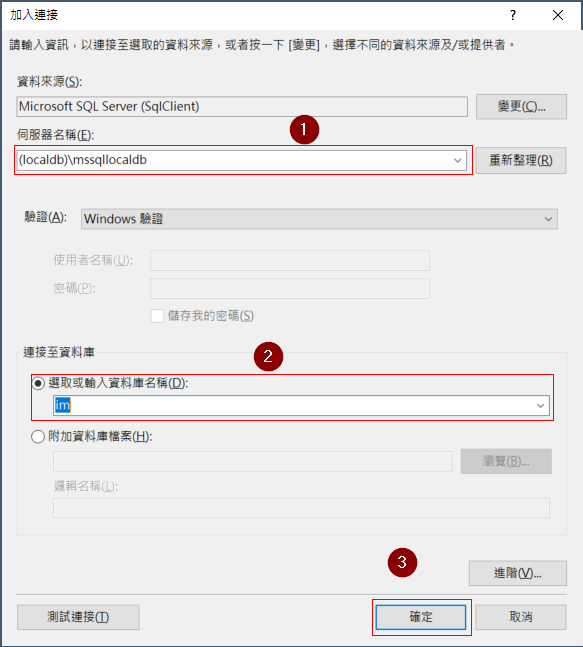 加入連接
請輸入資訊，以連接至選取的資料來源，或者按一下 [變更]，選擇不同的資料來源及/或提供者。
資料來源(S):
Microsoft SQL Server (SqlClient)
變更(C)...
1
伺服器名稱(E):
(localdb)\mssqllocaldb
重新整理(R)
驗證(A):
Windows 驗證
使用者名稱(U):
密碼(P):
儲存我的密碼(S)
連接至資料庫
2
選取或輸入資料庫名稱(D):
im
附加資料庫檔案(H):
瀏覽(B)...
邏輯名稱(L):
3
進階(V)...
測試連接(T)
確定
取消